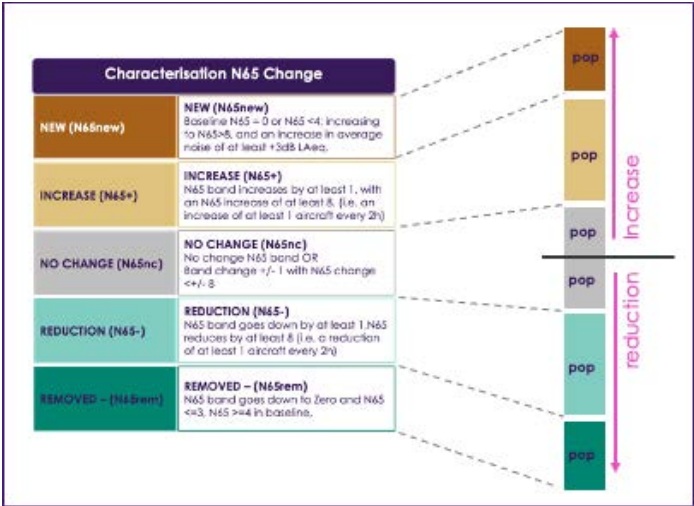 Characterisation N65 Change
NEW (N65new)
NEW (N65new)
Baseline N65 = 0 or N65 <4; increasing
to N65>8, and an increase in average
noise of at least +3dB LAeq.
INCREASE (N65+)
INCREASE (N65+)
N65 band increases by at least 1, with
an N65 increase of at least 8. (i.e. an
increase of at least 1 aircraft every 2h)
NO CHANGE (N65nc)
NO CHANGE (N65nc)
No change N65 band OR
Band change +/- 1 with N65 change
<+/- 8
REDUCTION (N65-)
REDUCTION (N65-)
N65 band goes down by at least 1.N65
reduces by at least 8 (i.e. a reduction
of at least 1 aircraft every 2h)
REMOVED – (N65rem)
REMOVED – (N65rem)
N65 band goes down to Zero and N65
<=3, N65 >=4 in baseline.
pop
pop
pop
pop
pop
pop
Increase
reduction